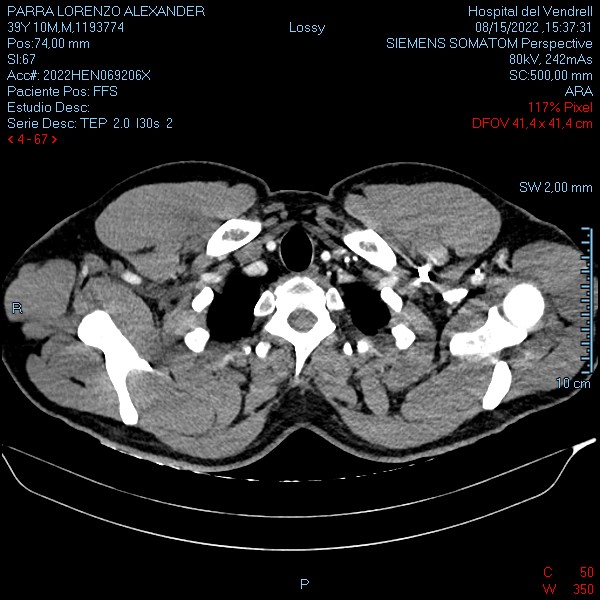 PARRA LORENZO ALEXANDER
39Y 10M,M,1193774
Pos:74,00 mm
SI:67
Acc#: 2022HEN069206X
Paciente Pos: FFS
Estudio Desc:
Serie Desc: TEP 2.0 I30s 2
< 4 - 67 >
Lossy
Hospital del Vendrell
08/15/2022 ,15:37:31
SIEMENS SOMATOM Perspective
80kV, 242mAs
SC:500,00 mm
ARA
117% Pixel
DFOV 41,4 x 41,4 cm
SW 2,00 mm
R
10 cm
P
C 50
W 350